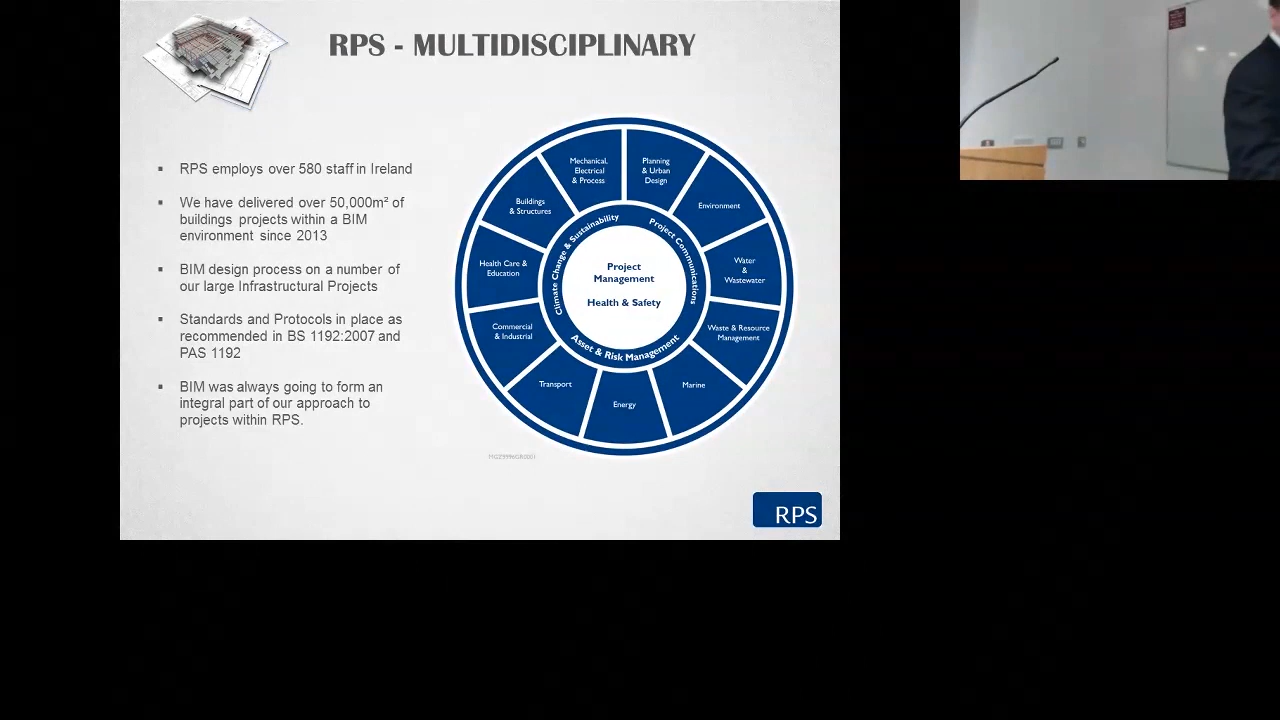 RPS - MULTIDISCIPLINARY
▪ RPS employs over 580 staff in Ireland
▪ We have delivered over 50,000m² of
buildings projects within a BIM
environment since 2013
▪ BIM design process on a number of
our large Infrastructural Projects
▪ Standards and Protocols in place as
recommended in BS 1192:2007 and
PAS 1192
▪ BIM was always going to form an
integral part of our approach to
projects within RPS.
Mechanical,
Electrical
& Process
Planning
& Urban
Design
Environment
Water
&
Wastewater
Waste & Resource
Management
Marine
Energy
Transport
Commercial
& Industrial
Health Care &
Education
Buildings
& Structures
Climate Change & Sustainability
Project Communications
Asset & Risk Management
Project
Management
Health & Safety
RPS